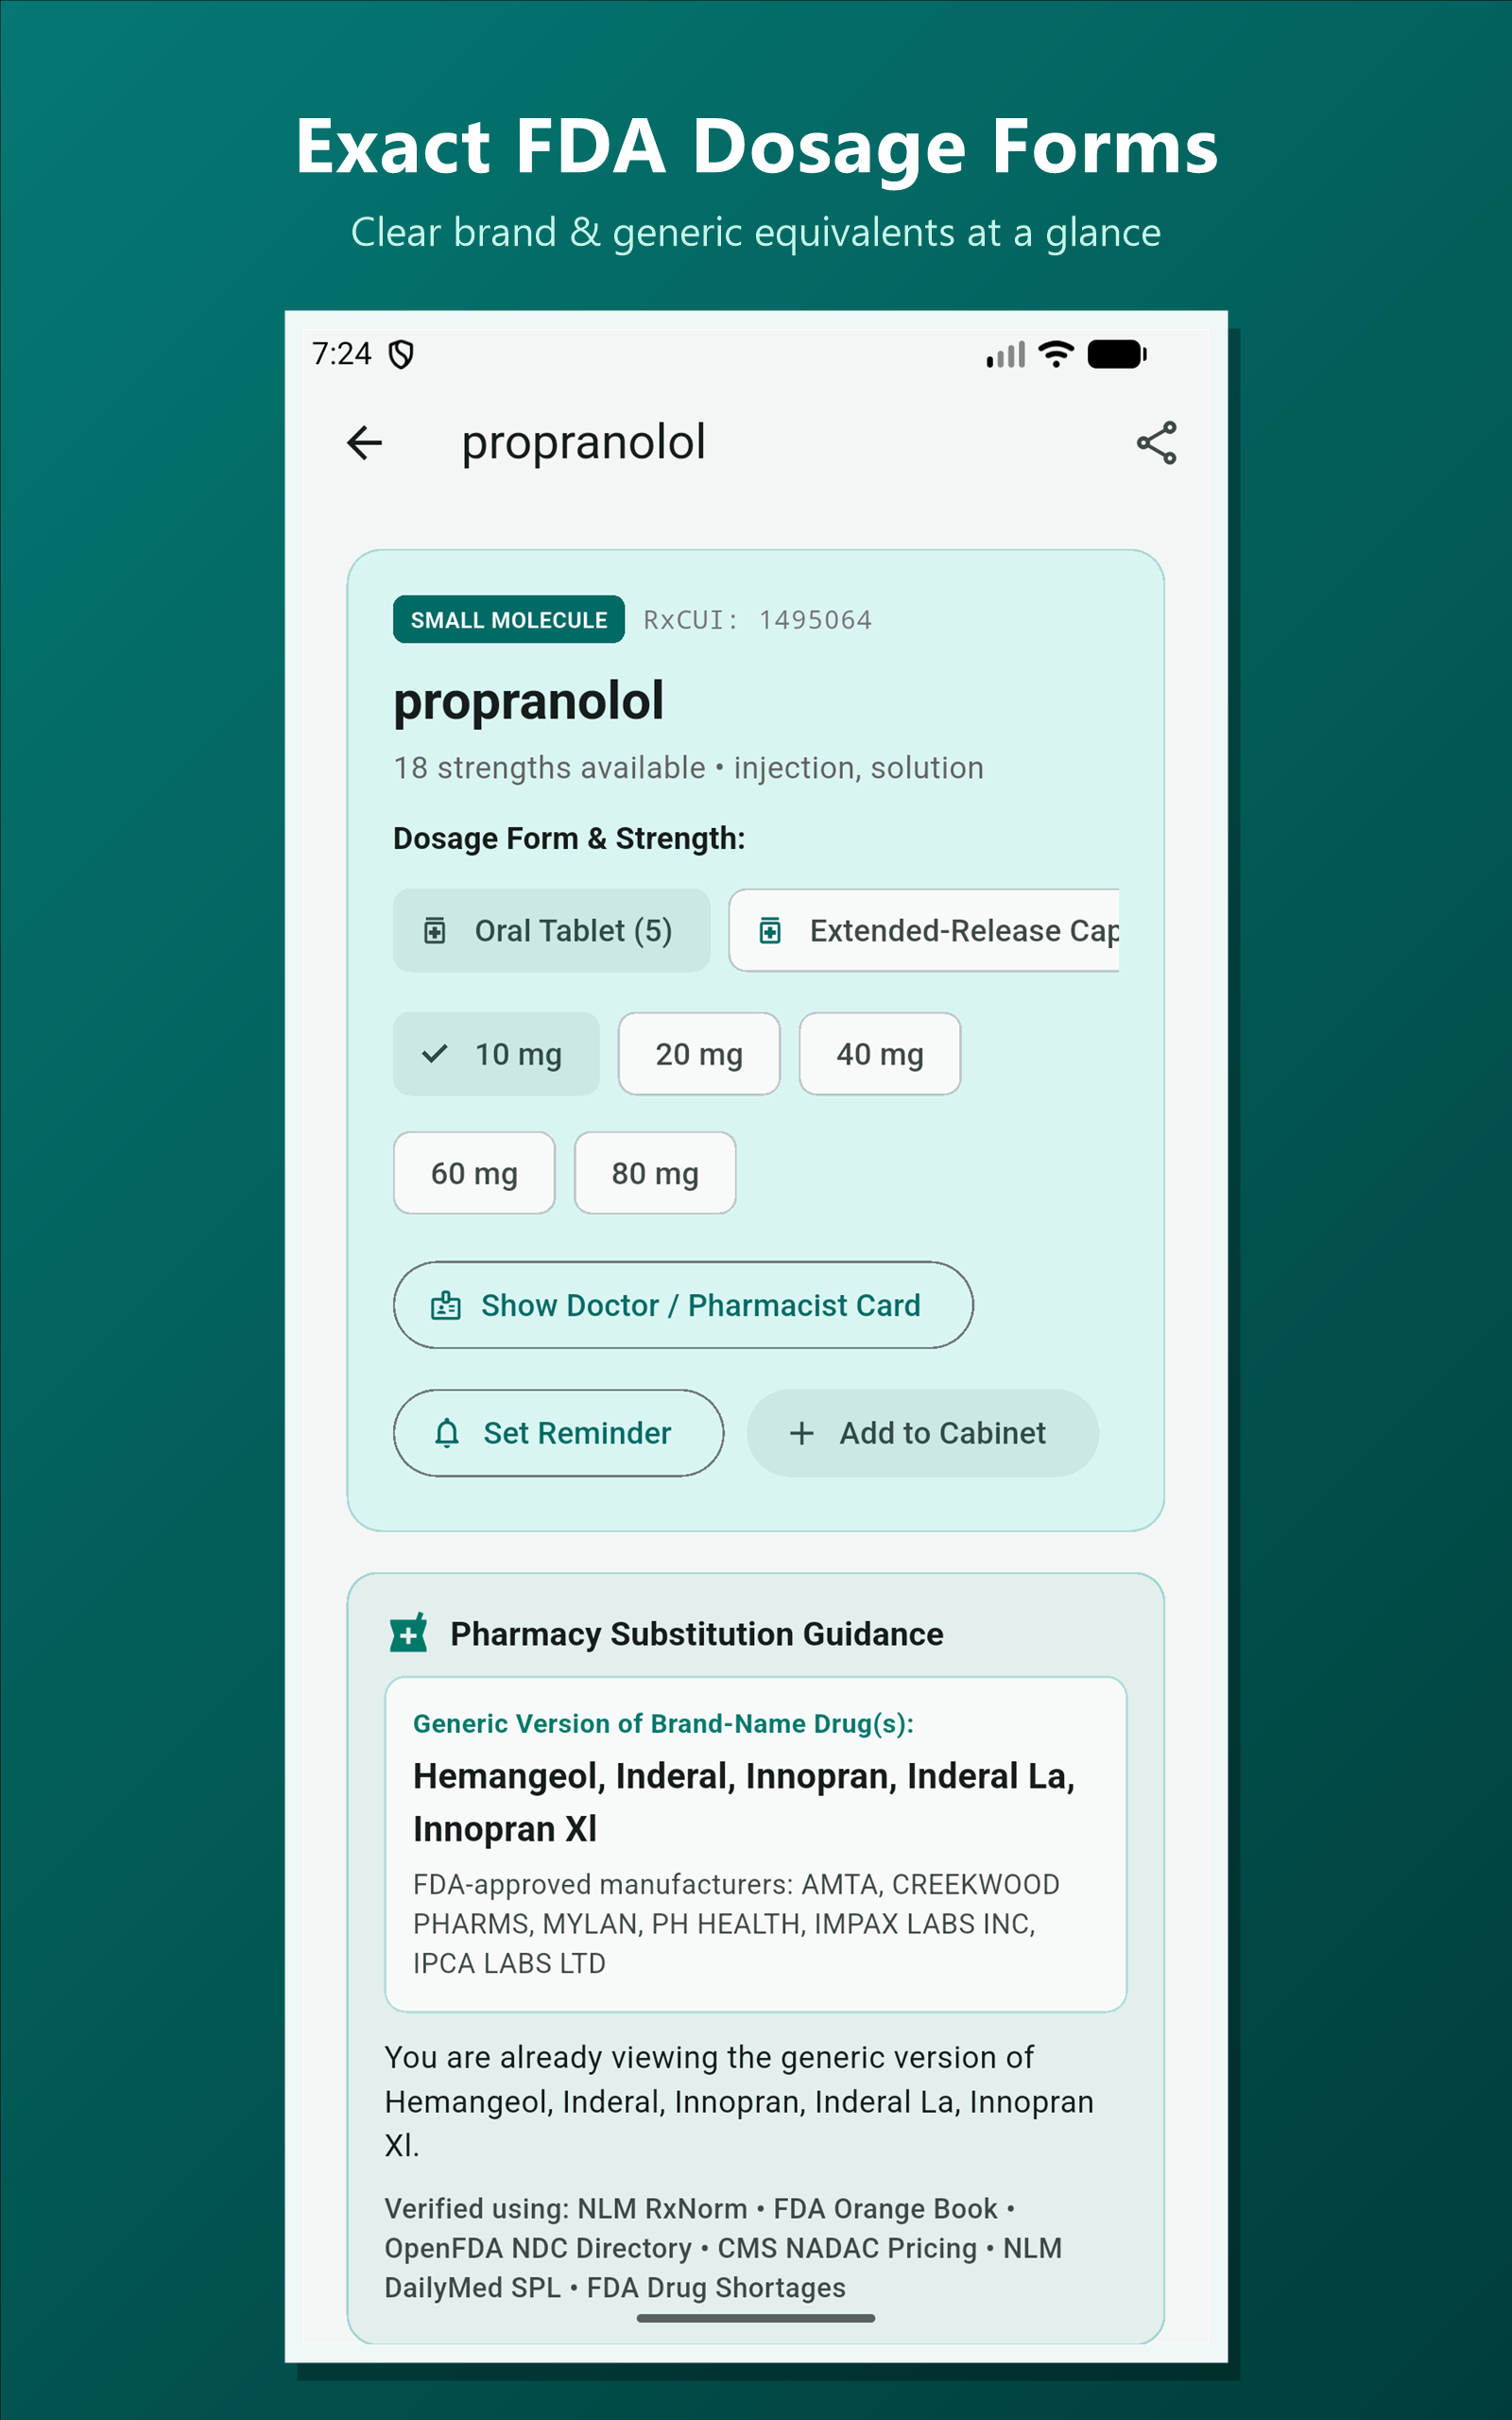 Exact FDA Dosage Forms
Clear brand & generic equivalents at a glance
7:24
propranolol
SMALL MOLECULE RxCUI: 1495064
propranolol
18 strengths available • injection, solution
Dosage Form & Strength:
Oral Tablet (5) Extended-Release Cap
10 mg 20 mg 40 mg
60 mg 80 mg
Show Doctor / Pharmacist Card
Set Reminder + Add to Cabinet
Pharmacy Substitution Guidance
Generic Version of Brand-Name Drug(s):
Hemangeol, Inderal, Innopran, Inderal La,
Innopran Xl
FDA-approved manufacturers: AMTA, CREEKWOOD
PHARMS, MYLAN, PH HEALTH, IMPAX LABS INC,
IPCA LABS LTD
You are already viewing the generic version of
Hemangeol, Inderal, Innopran, Inderal La, Innopran
Xl.
Verified using: NLM RxNorm • FDA Orange Book •
OpenFDA NDC Directory • CMS NADAC Pricing • NLM
DailyMed SPL • FDA Drug Shortages